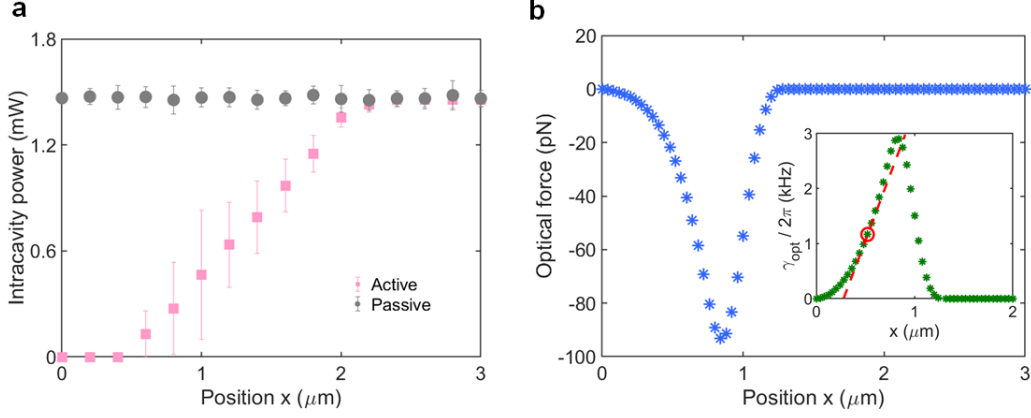 a
1.8
1.2
0.6
0
Intracavity power (mW)
Active
Passive
0
1
2
3
Position x (μm)
b
20
0
-20
-40
-60
-80
-100
Optical force (pN)
3
2
1
0
γopt / 2π (kHz)
0
1
2
x (μm)
0
1
2
3
Position x (μm)